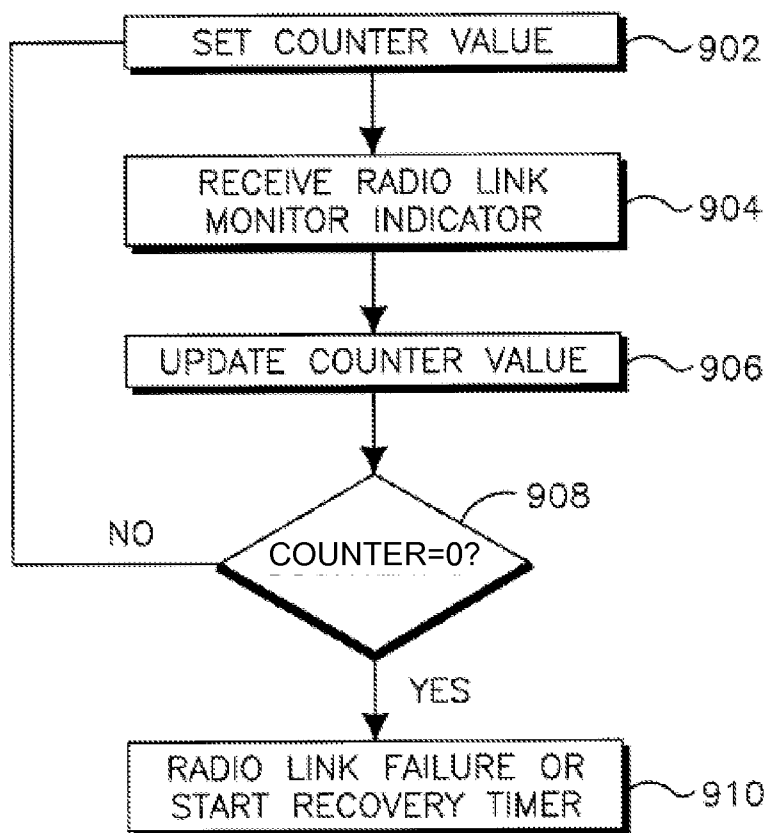 SET COUNTER VALUE
902
RECEIVE RADIO LINK
MONITOR INDICATOR
904
UPDATE COUNTER VALUE
906
908
COUNTER=0?
NO
YES
RADIO LINK FAILURE OR
START RECOVERY TIMER
910